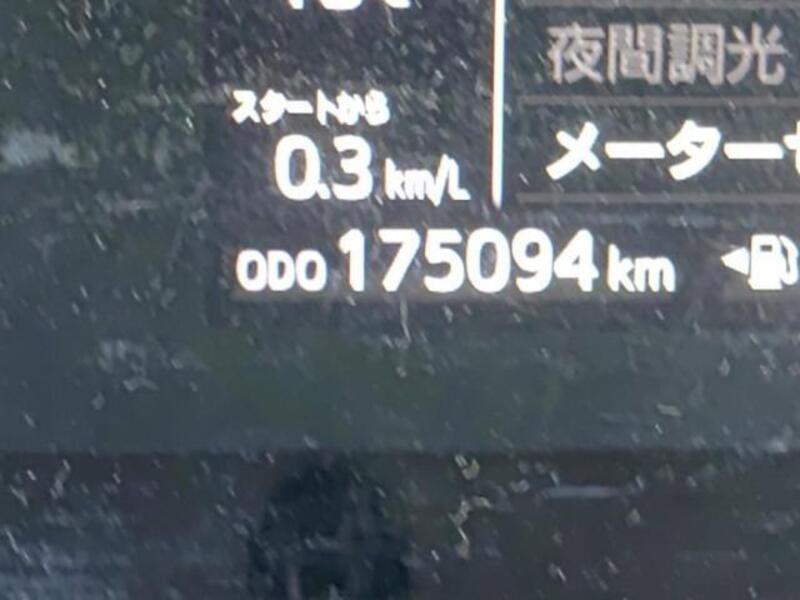 夜間調光
スタートから
0.3 km/L
メーター
ODO 175094 km